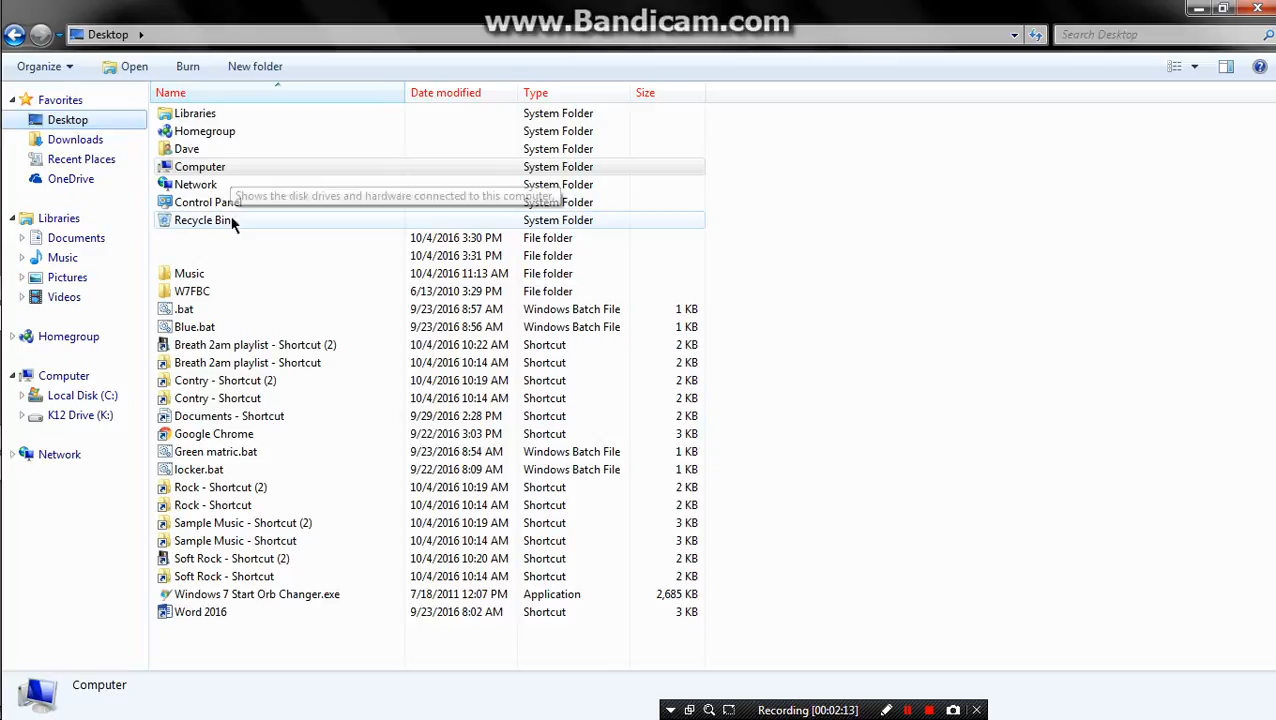 www.Bandicam.com
Desktop
Search Desktop
Organize Open Burn New folder
Name Date modified Type Size
Favorites
Desktop
Downloads
Recent Places
OneDrive
Libraries
Documents
Music
Pictures
Videos
Homegroup
Computer
Local Disk (C:)
K12 Drive (K:)
Network
Libraries System Folder
Homegroup System Folder
Dave System Folder
Computer System Folder
Network System Folder
Shows the disk drives and hardware connected to this computer.
Control Panel System Folder
Recycle Bin System Folder
10/4/2016 3:30 PM File folder
10/4/2016 3:31 PM File folder
Music 10/4/2016 11:13 AM File folder
W7FBC 6/13/2010 3:29 PM File folder
.bat 9/23/2016 8:57 AM Windows Batch File 1 KB
Blue.bat 9/23/2016 8:56 AM Windows Batch File 1 KB
Breath 2am playlist - Shortcut (2) 10/4/2016 10:22 AM Shortcut 2 KB
Breath 2am playlist - Shortcut 10/4/2016 10:14 AM Shortcut 2 KB
Contry - Shortcut (2) 10/4/2016 10:19 AM Shortcut 2 KB
Contry - Shortcut 10/4/2016 10:14 AM Shortcut 2 KB
Documents - Shortcut 9/29/2016 2:28 PM Shortcut 2 KB
Google Chrome 9/22/2016 3:03 PM Shortcut 3 KB
Green matric.bat 9/23/2016 8:54 AM Windows Batch File 1 KB
locker.bat 9/22/2016 8:09 AM Windows Batch File 1 KB
Rock - Shortcut (2) 10/4/2016 10:19 AM Shortcut 2 KB
Rock - Shortcut 10/4/2016 10:14 AM Shortcut 2 KB
Sample Music - Shortcut (2) 10/4/2016 10:19 AM Shortcut 3 KB
Sample Music - Shortcut 10/4/2016 10:14 AM Shortcut 3 KB
Soft Rock - Shortcut (2) 10/4/2016 10:20 AM Shortcut 2 KB
Soft Rock - Shortcut 10/4/2016 10:14 AM Shortcut 2 KB
Windows 7 Start Orb Changer.exe 7/18/2011 12:07 PM Application 2,685 KB
Word 2016 9/23/2016 8:02 AM Shortcut 3 KB
Computer
Recording [00:02:13]